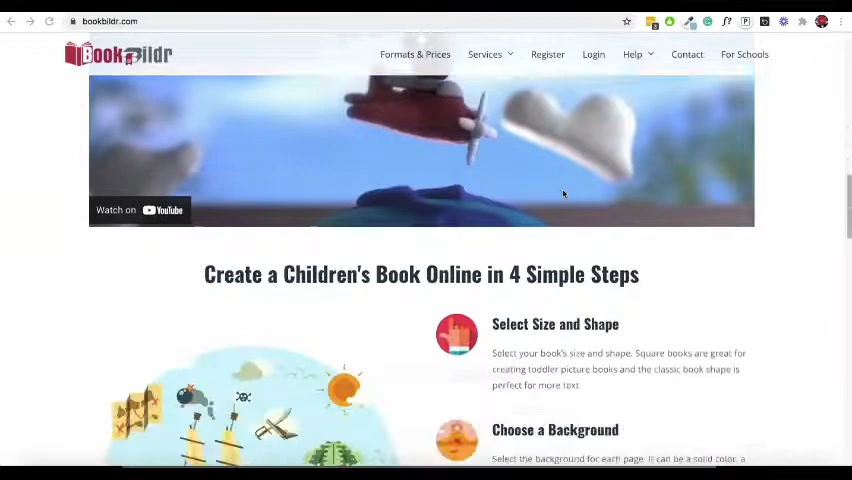 bookbildr.com
BookBildr
Formats & Prices Services Register Login Help Contact For Schools
Watch on YouTube
Create a Children's Book Online in 4 Simple Steps
Select Size and Shape
Select your book's size and shape. Square books are great for
creating toddler picture books and the classic book shape is
perfect for more text
Choose a Background
Select the background for each page. It can be a solid color, a